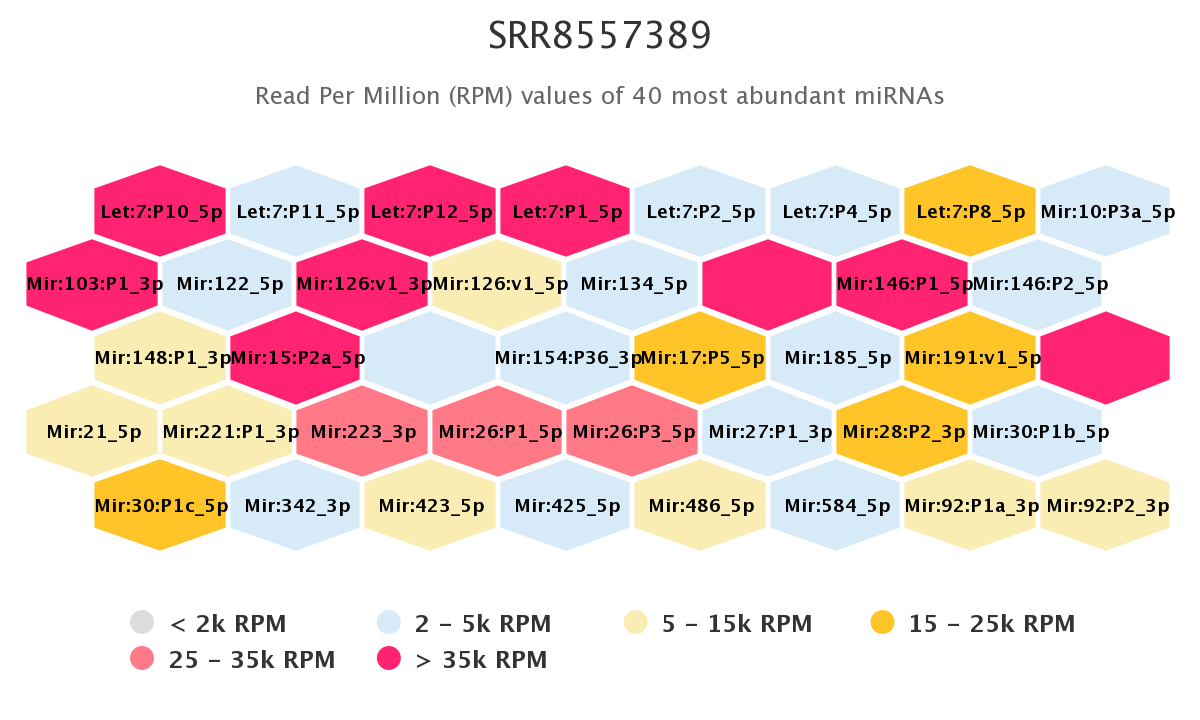 SRR8557389
Read Per Million (RPM) values of 40 most abundant miRNAs
Let:7:P10_5p Let:7:P11_5p Let:7:P12_5p Let:7:P1_5p Let:7:P2_5p Let:7:P4_5p Let:7:P8_5p Mir:10:P3a_5p
Mir:103:P1_3p Mir:122_5p Mir:126:v1_3p Mir:126:v1_5p Mir:134_5p Mir:146:P1_5p Mir:146:P2_5p
Mir:148:P1_3p Mir:15:P2a_5p Mir:154:P36_3p Mir:17:P5_5p Mir:185_5p Mir:191:v1_5p
Mir:21_5p Mir:221:P1_3p Mir:223_3p Mir:26:P1_5p Mir:26:P3_5p Mir:27:P1_3p Mir:28:P2_3p Mir:30:P1b_5p
Mir:30:P1c_5p Mir:342_3p Mir:423_5p Mir:425_5p Mir:486_5p Mir:584_5p Mir:92:P1a_3p Mir:92:P2_3p
< 2k RPM 2 – 5k RPM 5 – 15k RPM 15 – 25k RPM
25 – 35k RPM > 35k RPM